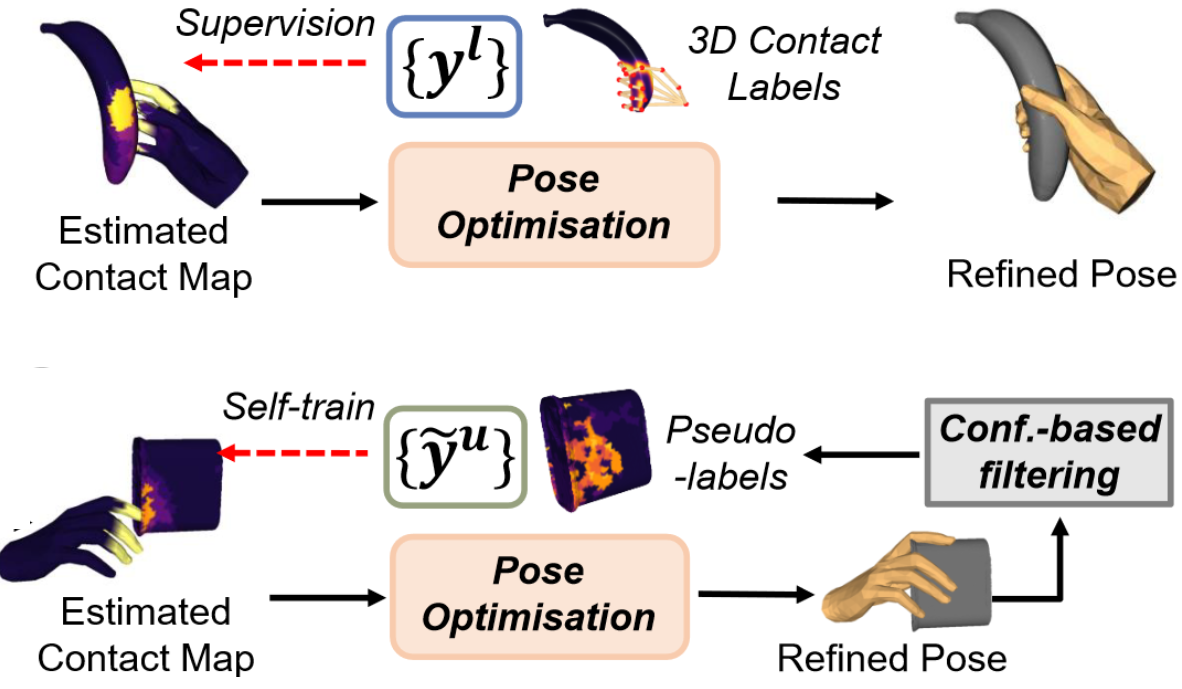 Supervision
{y^l}
3D Contact
Labels
Pose
Optimisation
Estimated
Contact Map
Refined Pose
Self-train
{ỹ^u}
Pseudo
-labels
Conf.-based
filtering
Pose
Optimisation
Estimated
Contact Map
Refined Pose